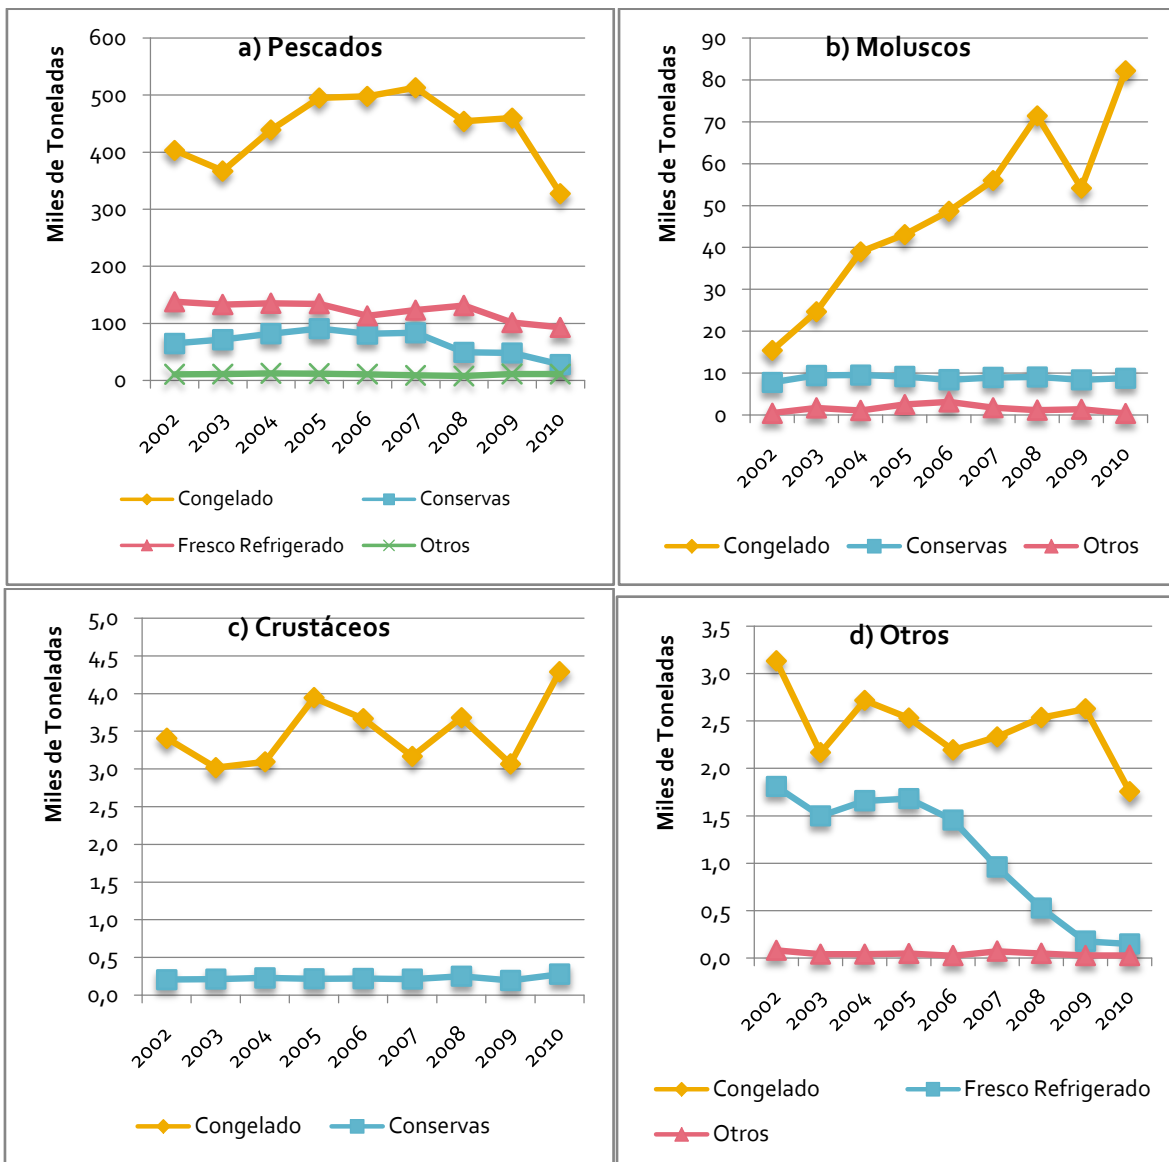 a) Pescados
Miles de Toneladas
600
500
400
300
200
100
0
2002 2003 2004 2005 2006 2007 2008 2009 2010
Congelado Conservas
Fresco Refrigerado Otros
b) Moluscos
Miles de Toneladas
90
80
70
60
50
40
30
20
10
0
2002 2003 2004 2005 2006 2007 2008 2009 2010
Congelado Conservas Otros
c) Crustáceos
Miles de Toneladas
5,0
4,5
4,0
3,5
3,0
2,5
2,0
1,5
1,0
0,5
0,0
2002 2003 2004 2005 2006 2007 2008 2009 2010
Congelado Conservas
d) Otros
Miles de Toneladas
3,5
3,0
2,5
2,0
1,5
1,0
0,5
0,0
2002 2003 2004 2005 2006 2007 2008 2009 2010
Congelado Fresco Refrigerado
Otros